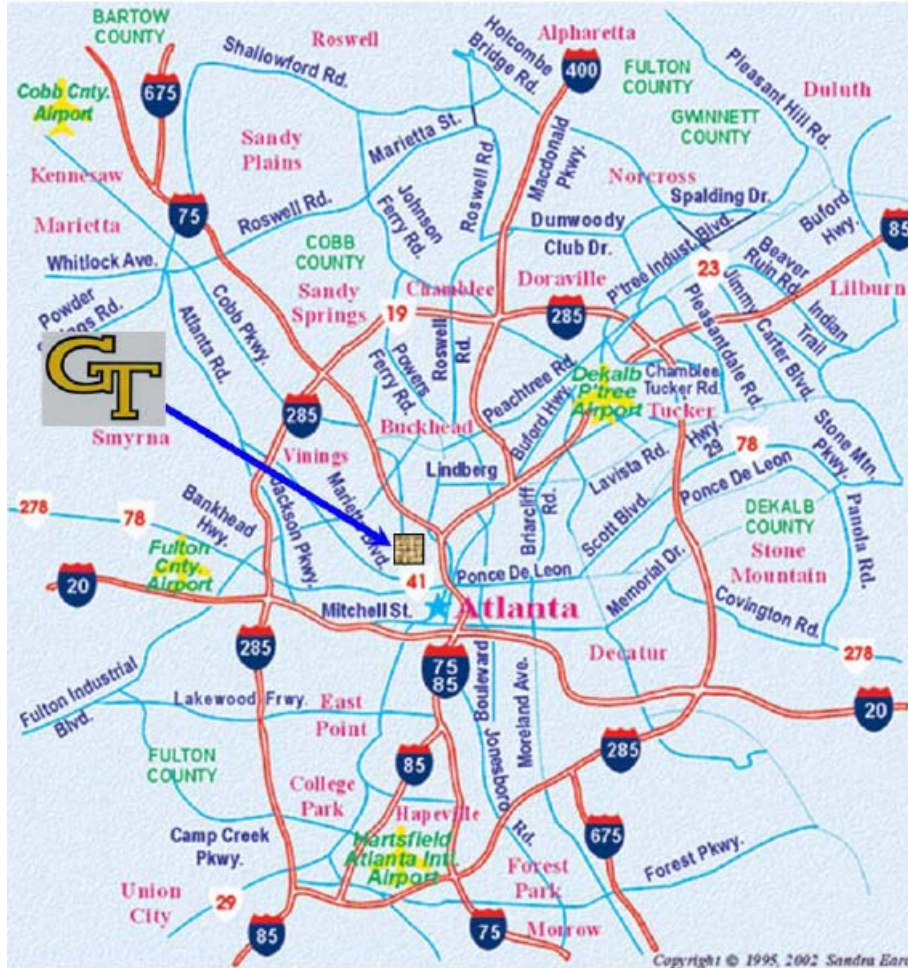 BARTOW
COUNTY
Roswell
Holcombe
Bridge Rd.
Alpharetta
Shallowford Rd.
675
400
FULTON
COUNTY
Pleasant Hill Rd.
Duluth
Cobb Cnty.
Airport
GWINNETT
COUNTY
Sandy
Plains
Marietta St.
Roswell Rd.
Macdonald
Pkwy.
Norcross
Kennesaw
Johnson
Ferry Rd.
Spalding Dr.
75
Marietta
Roswell Rd.
Dunwoody
Club Dr.
Buford
Hwy.
85
COBB
COUNTY
P'tree Indust. Blvd.
Beaver
Ruin Rd.
Whitlock Ave.
23
Sandy
Springs
Chamblee
Doraville
Lilburn
Powder
Cobb Pkwy.
19
285
Jimmy
Carter Blvd.
Indian
Trail
Atlanta Rd.
Roswell
Rd.
Pleasantdale Rd.
GT
Powers
Ferry Rd.
Peachtree Rd.
Dekalb
P'tree
Airport
Chamblee
Tucker Rd.
Tucker
285
Buckhead
Buford Hwy.
Hwy.
29
78
Stone Mtn.
Pkwy.
Smyrna
Vinings
Lindberg
Lavista Rd.
Ponce De Leon
278
Bankhead
Hwy.
Jackson Pkwy.
Marietta Blvd.
Briarcliff
Rd.
Scott Blvd.
DEKALB
COUNTY
Panola Rd.
78
Fulton
Cnty.
Airport
Stone
Mountain
20
41
Ponce De Leon
Memorial Dr.
Mitchell St.
Atlanta
Covington Rd.
285
75
85
Decatur
278
Fulton Industrial
Blvd.
Lakewood Frwy.
East
Point
Boulevard
Moreland Ave.
20
FULTON
COUNTY
85
285
College
Park
Hapeville
Jonesboro
Rd.
Camp Creek
Pkwy.
Hartsfield
Atlanta Intl.
Airport
675
Forest
Park
Forest Pkwy.
Union
City
29
85
75
Morrow
Copyright © 1995, 2002 Sandra